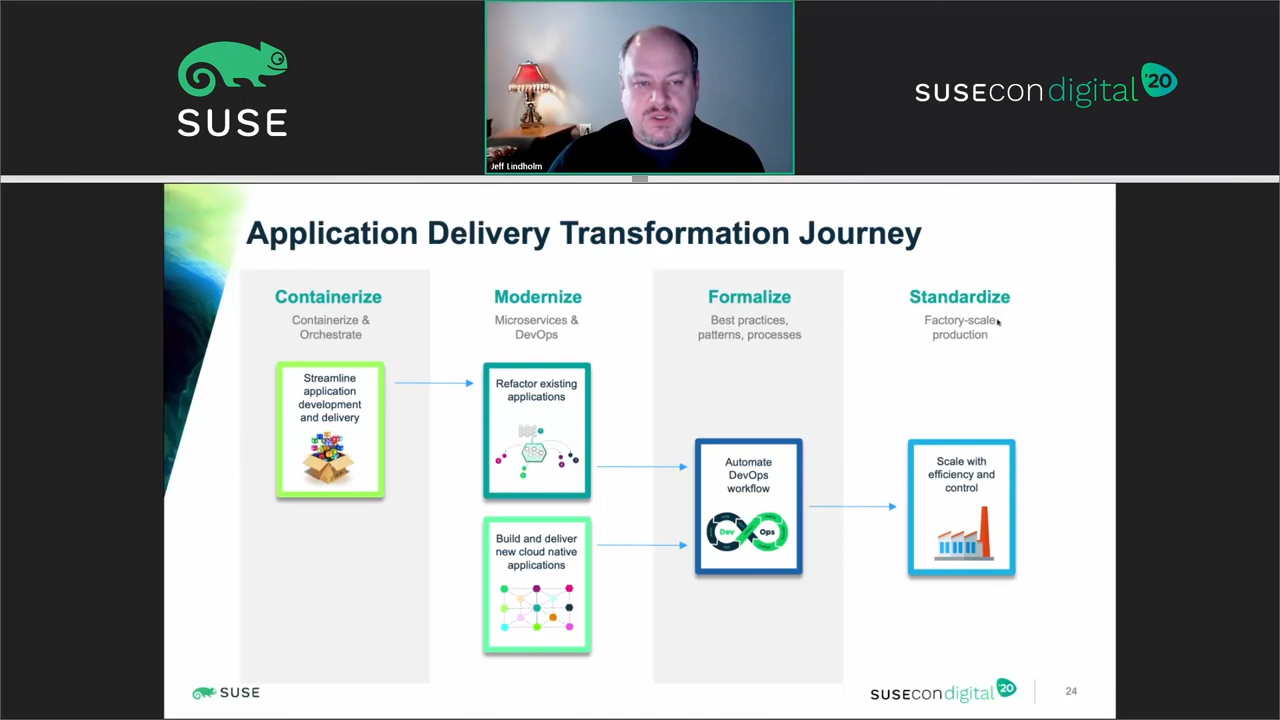 SUSE
SUSECON digital '20
Jeff Lindholm
Application Delivery Transformation Journey
Containerize
Containerize &
Orchestrate
Modernize
Microservices &
DevOps
Formalize
Best practices,
patterns, processes
Standardize
Factory-scale
production
Streamline
application
development
and delivery
Refactor existing
applications
Build and deliver
new cloud native
applications
Automate
DevOps
workflow
Dev Ops
Scale with
efficiency and
control
SUSE
SUSECON digital '20
24